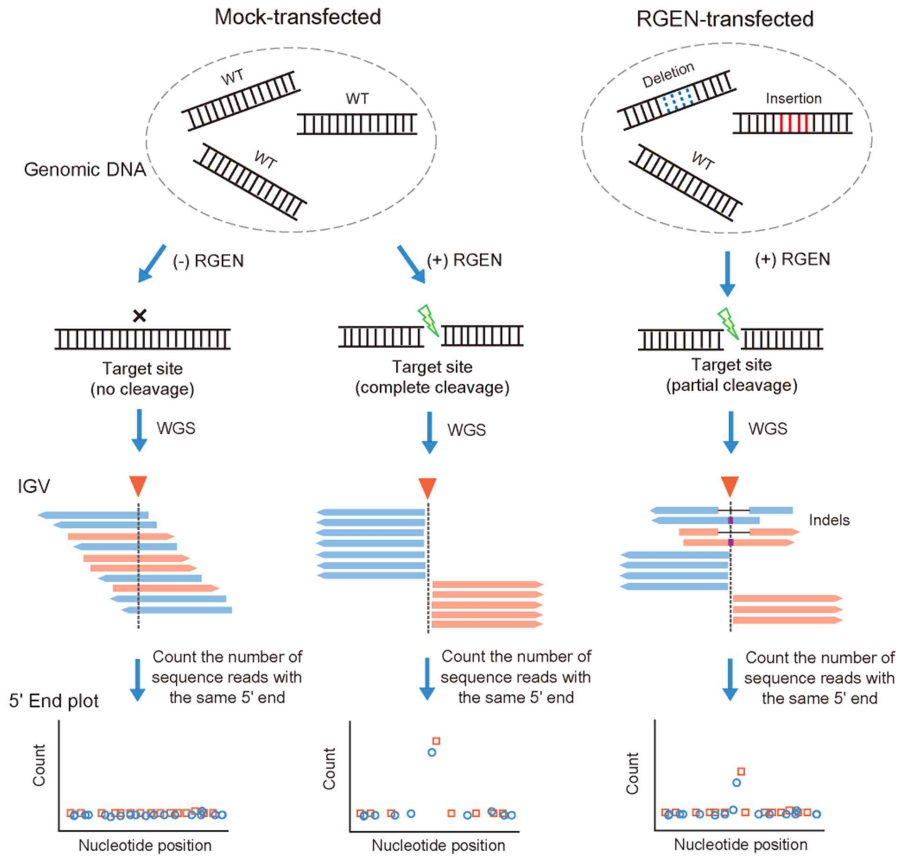 Mock-transfected
RGEN-transfected
WT
WT
WT
Deletion
Insertion
WT
Genomic DNA
(-) RGEN
(+) RGEN
(+) RGEN
Target site
(no cleavage)
Target site
(complete cleavage)
Target site
(partial cleavage)
WGS
WGS
WGS
IGV
Indels
Count the number of
sequence reads with
the same 5' end
Count the number of
sequence reads with
the same 5' end
Count the number of
sequence reads with
the same 5' end
5' End plot
Count
Nucleotide position
Count
Nucleotide position
Count
Nucleotide position